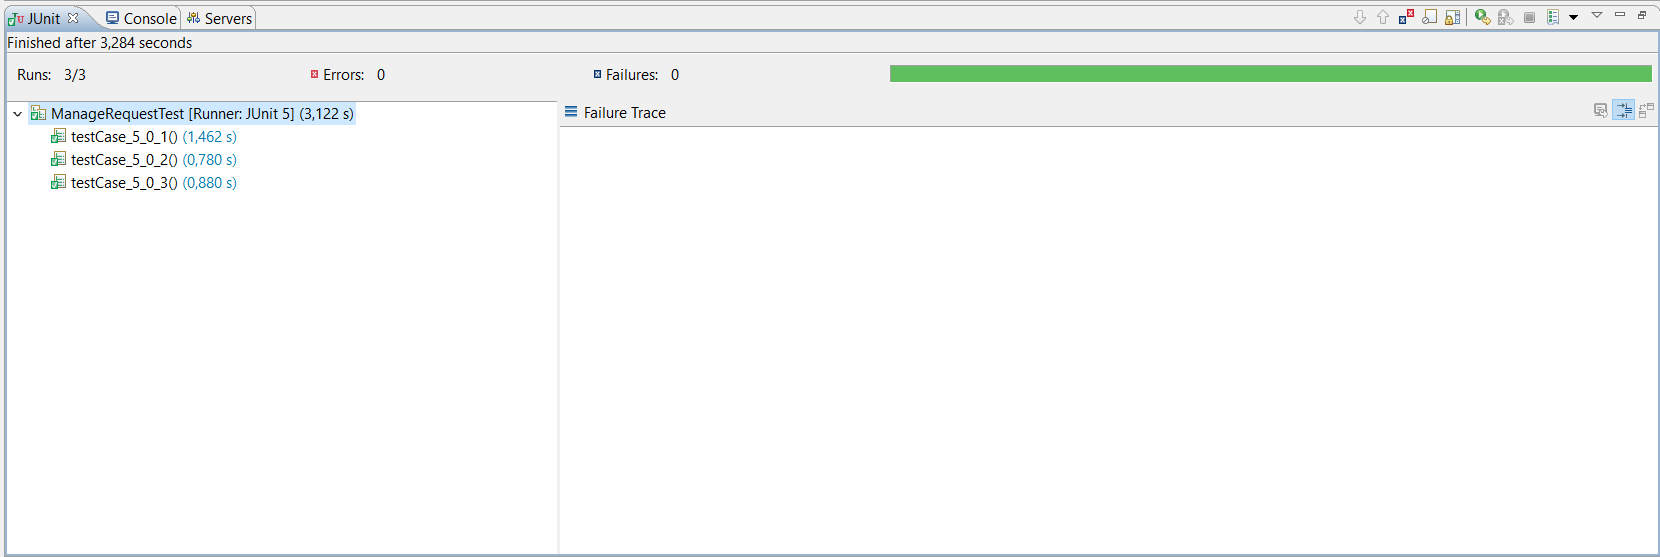 JUnit Console Servers
Finished after 3,284 seconds
Runs: 3/3 Errors: 0 Failures: 0
ManageRequestTest [Runner: JUnit 5] (3,122 s)
Failure Trace
testCase_5_0_1() (1,462 s)
testCase_5_0_2() (0,780 s)
testCase_5_0_3() (0,880 s)